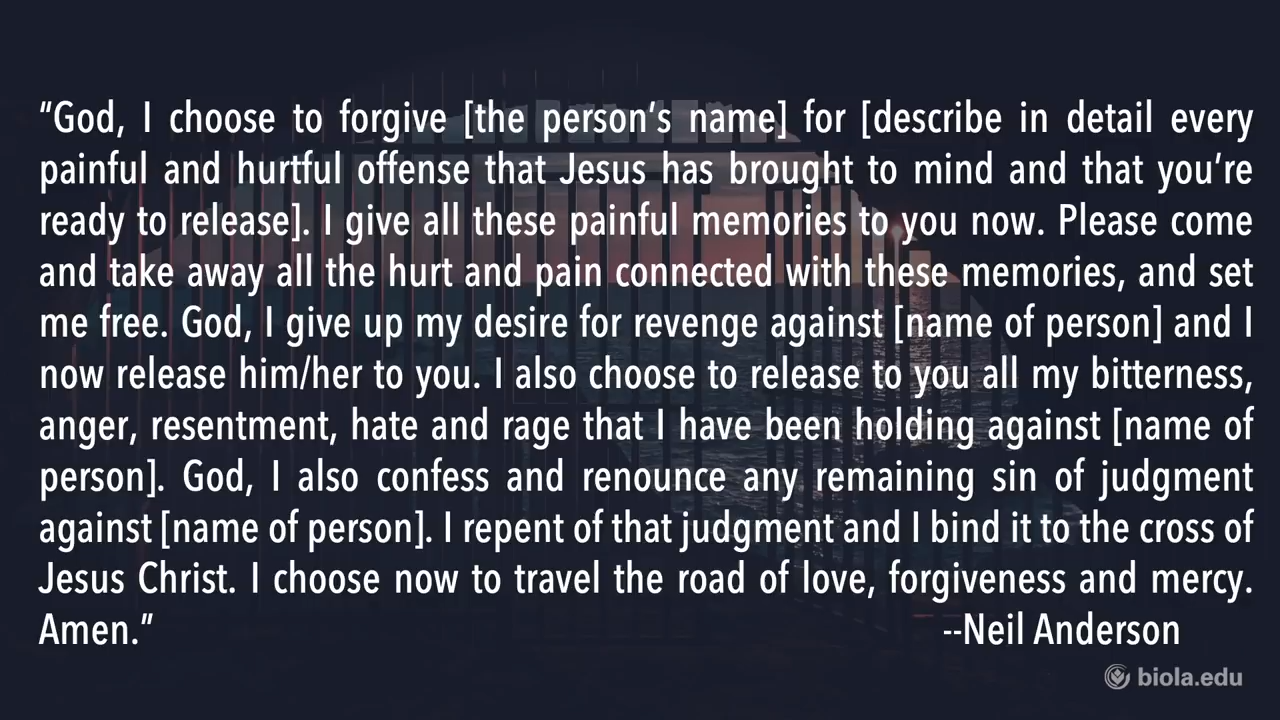 “God, I choose to forgive [the person’s name] for [describe in detail every
painful and hurtful offense that Jesus has brought to mind and that you’re
ready to release]. I give all these painful memories to you now. Please come
and take away all the hurt and pain connected with these memories, and set
me free. God, I give up my desire for revenge against [name of person] and I
now release him/her to you. I also choose to release to you all my bitterness,
anger, resentment, hate and rage that I have been holding against [name of
person]. God, I also confess and renounce any remaining sin of judgment
against [name of person]. I repent of that judgment and I bind it to the cross of
Jesus Christ. I choose now to travel the road of love, forgiveness and mercy.
Amen.” --Neil Anderson
biola.edu